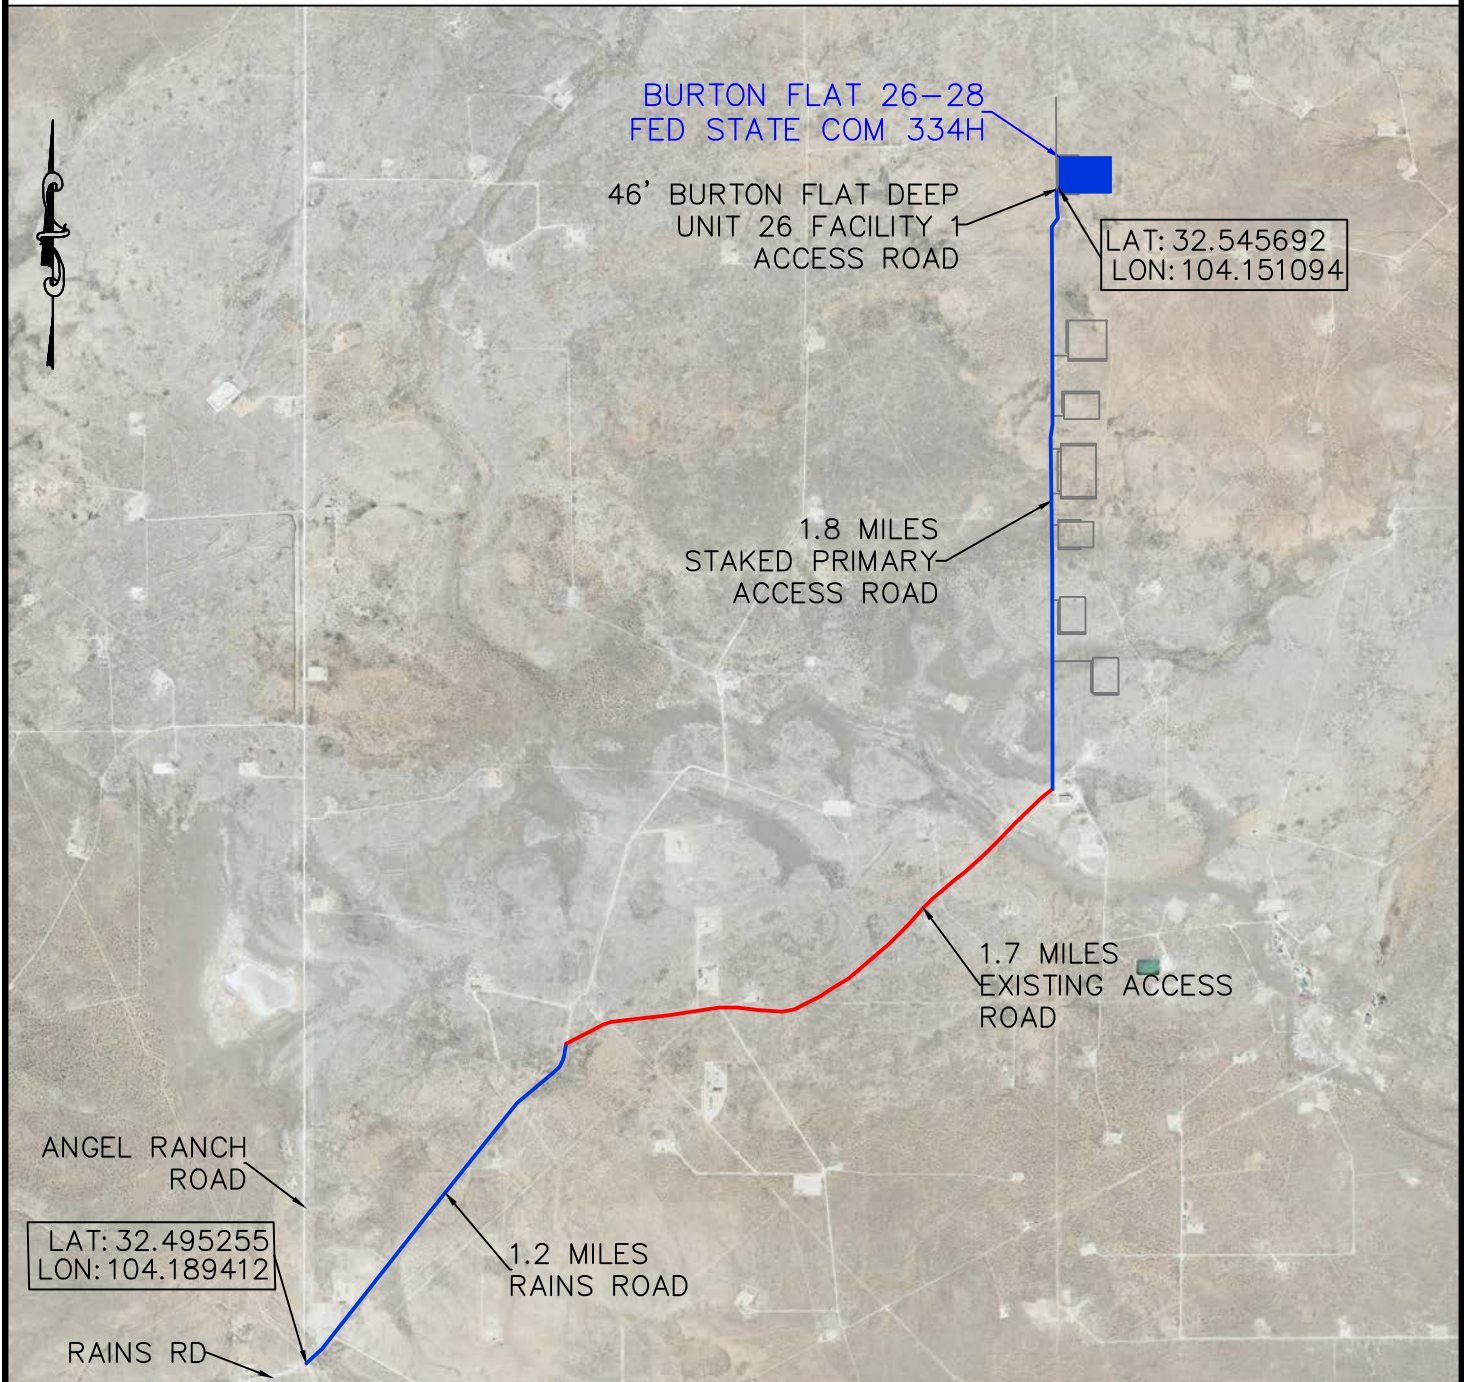 BURTON FLAT 26-28
FED STATE COM 334H
46' BURTON FLAT DEEP
UNIT 26 FACILITY 1
ACCESS ROAD
LAT: 32.545692
LON: 104.151094
1.8 MILES
STAKED PRIMARY
ACCESS ROAD
1.7 MILES
EXISTING ACCESS
ROAD
ANGEL RANCH
ROAD
LAT: 32.495255
LON: 104.189412
1.2 MILES
RAINS ROAD
RAINS RD